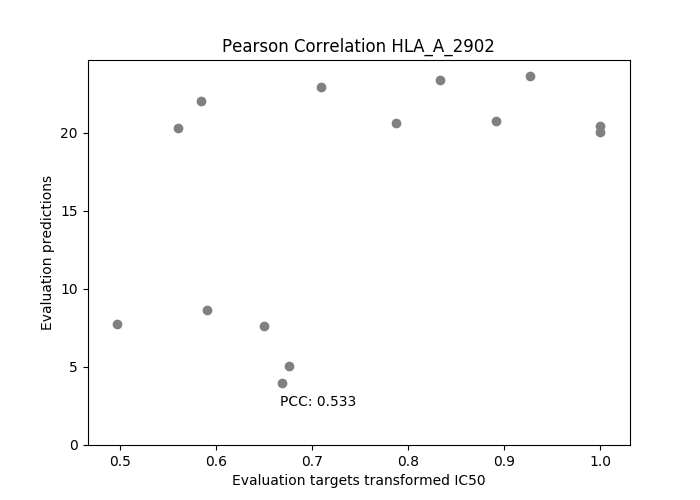 Pearson Correlation HLA_A_2902
Evaluation predictions
20
15
10
5
0
PCC: 0.533
0.5 0.6 0.7 0.8 0.9 1.0
Evaluation targets transformed IC50